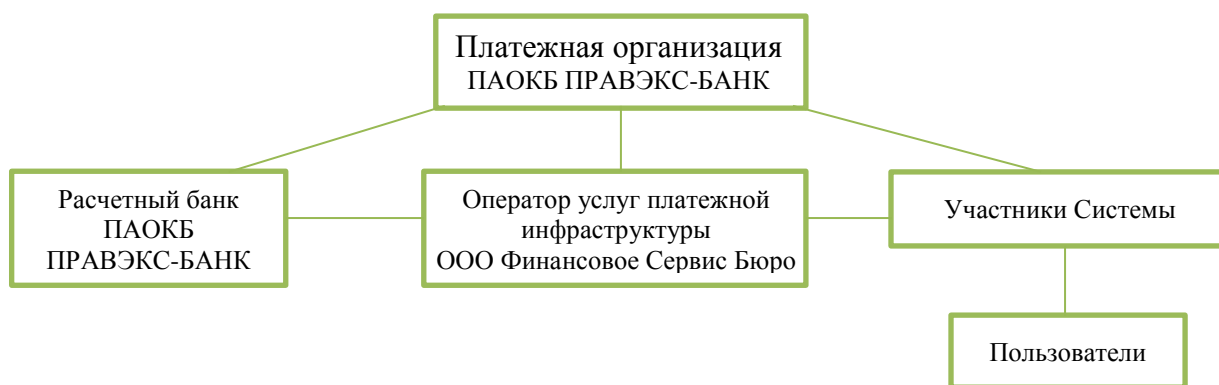 Платежная организация
ПАОКБ ПРАВЭКС-БАНК
Расчетный банк
ПАОКБ
ПРАВЭКС-БАНК
Оператор услуг платежной
инфраструктуры
ООО Финансовое Сервис Бюро
Участники Системы
Пользователи